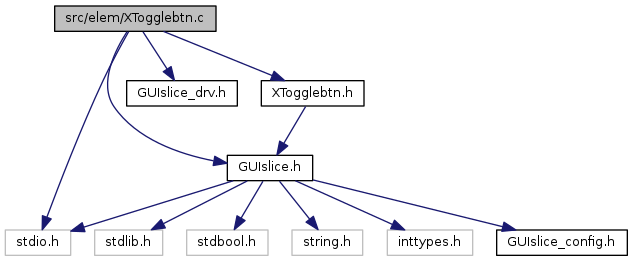 src/elem/XTogglebtn.c
GUIslice_drv.h
XTogglebtn.h
GUIslice.h
stdio.h
stdlib.h
stdbool.h
string.h
inttypes.h
GUIslice_config.h